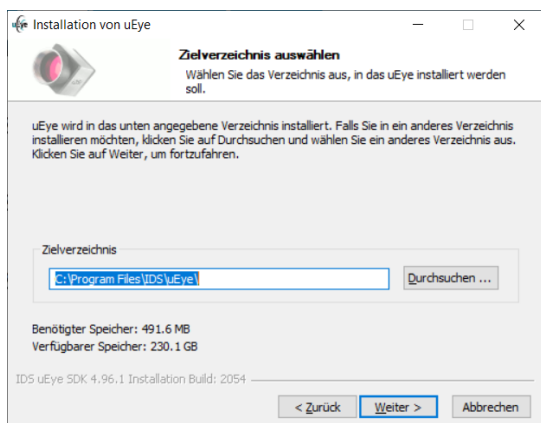 Installation von uEye
Zielverzeichnis auswählen
Wählen Sie das Verzeichnis aus, in das uEye installiert werden
soll.
uEye wird in das unten angegebene Verzeichnis installiert. Falls Sie in ein anderes Verzeichnis
installieren möchten, klicken Sie auf Durchsuchen und wählen Sie ein anderes Verzeichnis aus.
Klicken Sie auf Weiter, um fortzufahren.
Zielverzeichnis
C:\Program Files\IDS\uEye\
Durchsuchen ...
Benötigter Speicher: 491.6 MB
Verfügbarer Speicher: 230.1 GB
IDS uEye SDK 4.96.1 Installation Build: 2054
< Zurück Weiter > Abbrechen